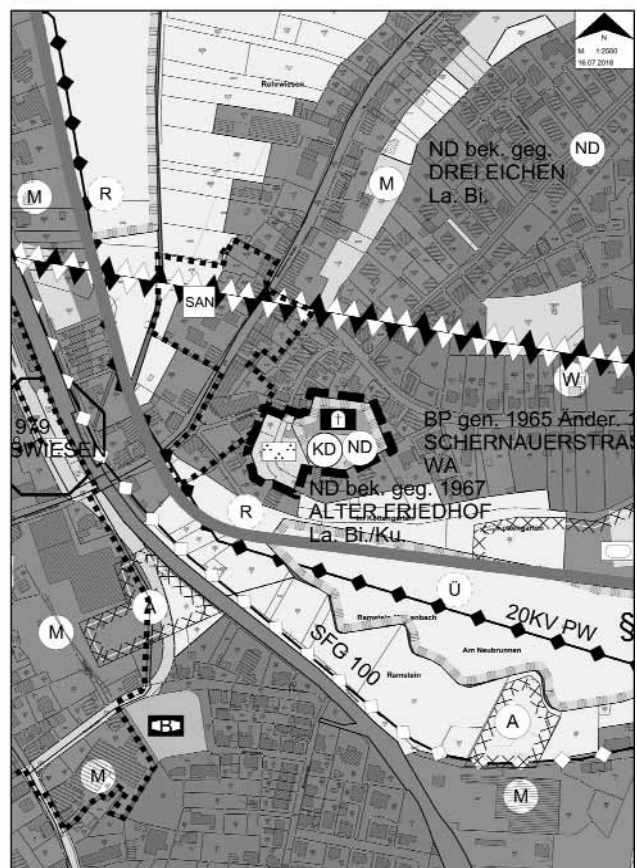 N
M. 1:2500
16.07.2018
Rohrwiesen
ND bek. geg.
DREI EICHEN
La. Bi.
ND
M
R
M
SAN
W
979
SWIESEN
BP gen. 1965 Änder. 1
SCHERNAUERSTRAS
WA
KD
ND
ND bek. geg. 1967
ALTER FRIEDHOF
La. Bi./Ku.
R
Ü
20KV PW
§
Am Neubrunnen
Ramstein
SFG 100
A
M
A
B
M
M